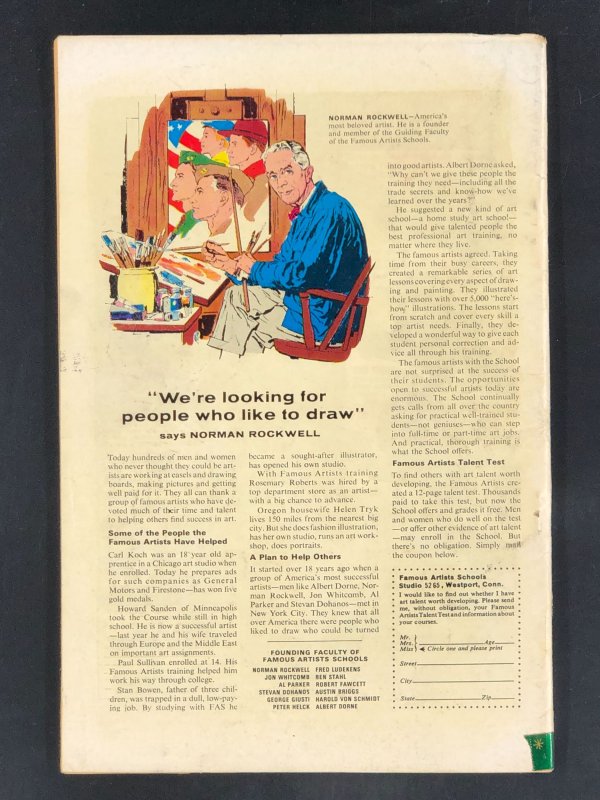 NORMAN ROCKWELL—America's
most beloved artist. He is a founder
and member of the Guiding Faculty
of the Famous Artists Schools.
"We're looking for
people who like to draw"
says NORMAN ROCKWELL
Today hundreds of men and women
who never thought they could be art-
ists are working at easels and drawing
boards, making pictures and getting
well paid for it. They all can thank a
group of famous artists who have de-
voted much of their time and talent
to helping others find success in art.
Some of the People the
Famous Artists Have Helped
Carl Koch was an 18 year old ap-
prentice in a Chicago art studio when
he enrolled. Today he prepares ads
for such companies as General
Motors and Firestone—has won five
gold medals.
Howard Sanden of Minneapolis
took the Course while still in high
school. He is now a successful artist
—last year he and his wife traveled
through Europe and the Middle East
on important art assignments.
Paul Sullivan enrolled at 14. His
Famous Artists training helped him
work his way through college.
Stan Bowen, father of three chil-
dren, was trapped in a dull, low-pay-
ing job. By studying with FAS he
became a sought-after illustrator,
has opened his own studio.
With Famous Artists training
Rosemary Roberts was hired by a
top department store as an artist—
with a big chance to advance.
Oregon housewife Helen Tryk
lives 150 miles from the nearest big
city. But she does fashion illustration,
has her own studio, runs an art work-
shop, does portraits.
A Plan to Help Others
It started over 18 years ago when a
group of America's most successful
artists—men like Albert Dorne, Nor-
man Rockwell, Jon Whitcomb, Al
Parker and Stevan Dohanos—met in
New York City. They knew that all
over America there were people who
liked to draw who could be turned
FOUNDING FACULTY OF
FAMOUS ARTISTS SCHOOLS
NORMAN ROCKWELL FRED LUDEKENS
JON WHITCOMB BEN STAHL
AL PARKER ROBERT FAWCETT
STEVAN DOHANOS AUSTIN BRIGGS
GEORGE GIUSTI HAROLD VON SCHMIDT
PETER HELCK ALBERT DORNE
into good artists. Albert Dorne asked,
"Why can't we give these people the
training they need—including all the
trade secrets and know-how we've
learned over the years?"
He suggested a new kind of art
school—a home study art school—
that would give talented people the
best professional art training, no
matter where they live.
The famous artists agreed. Taking
time from their busy careers, they
created a remarkable series of art
lessons covering every aspect of draw-
ing and painting. They illustrated
their lessons with over 5,000 "here's-
how" illustrations. The lessons start
from scratch and cover every skill a
top artist needs. Finally, they de-
veloped a wonderful way to give each
student personal correction and ad-
vice all through his training.
The famous artists with the School
are not surprised at the success of
their students. The opportunities
open to successful artists today are
enormous. The School continually
gets calls from all over the country
asking for practical well-trained stu-
dents—not geniuses—who can step
into full-time or part-time art jobs.
And practical, thorough training is
what the School offers.
Famous Artists Talent Test
To find others with art talent worth
developing, the Famous Artists cre-
ated a 12-page talent test. Thousands
paid to take this test, but now the
School offers and grades it free. Men
and women who do well on the test
—or offer other evidence of art talent
—may enroll in the School. But
there's no obligation. Simply mail
the coupon below.
Famous Artists Schools
Studio 5265, Westport, Conn.
I would like to find out whether I have
art talent worth developing. Please send
me, without obligation, your Famous
Artists Talent Test and information about
your courses.
Mr.
Mrs. Age
Miss Circle one and please print
Street
City
State Zip